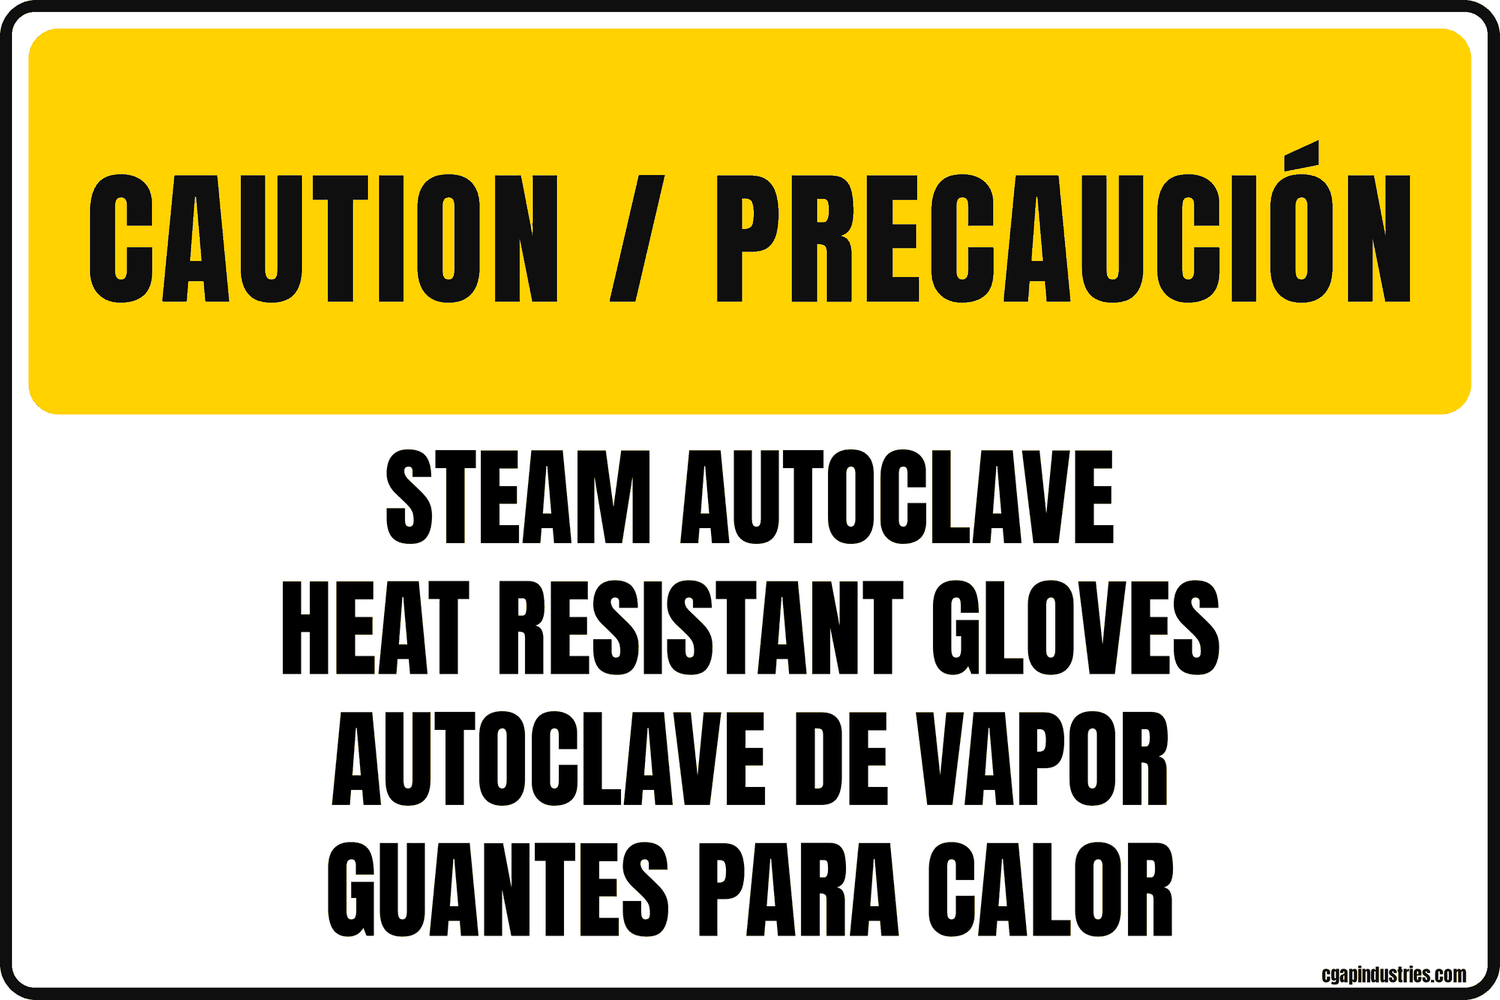 CAUTION / PRECAUCIÓN
STEAM AUTOCLAVE
HEAT RESISTANT GLOVES
AUTOCLAVE DE VAPOR
GUANTES PARA CALOR
cgapindustries.com